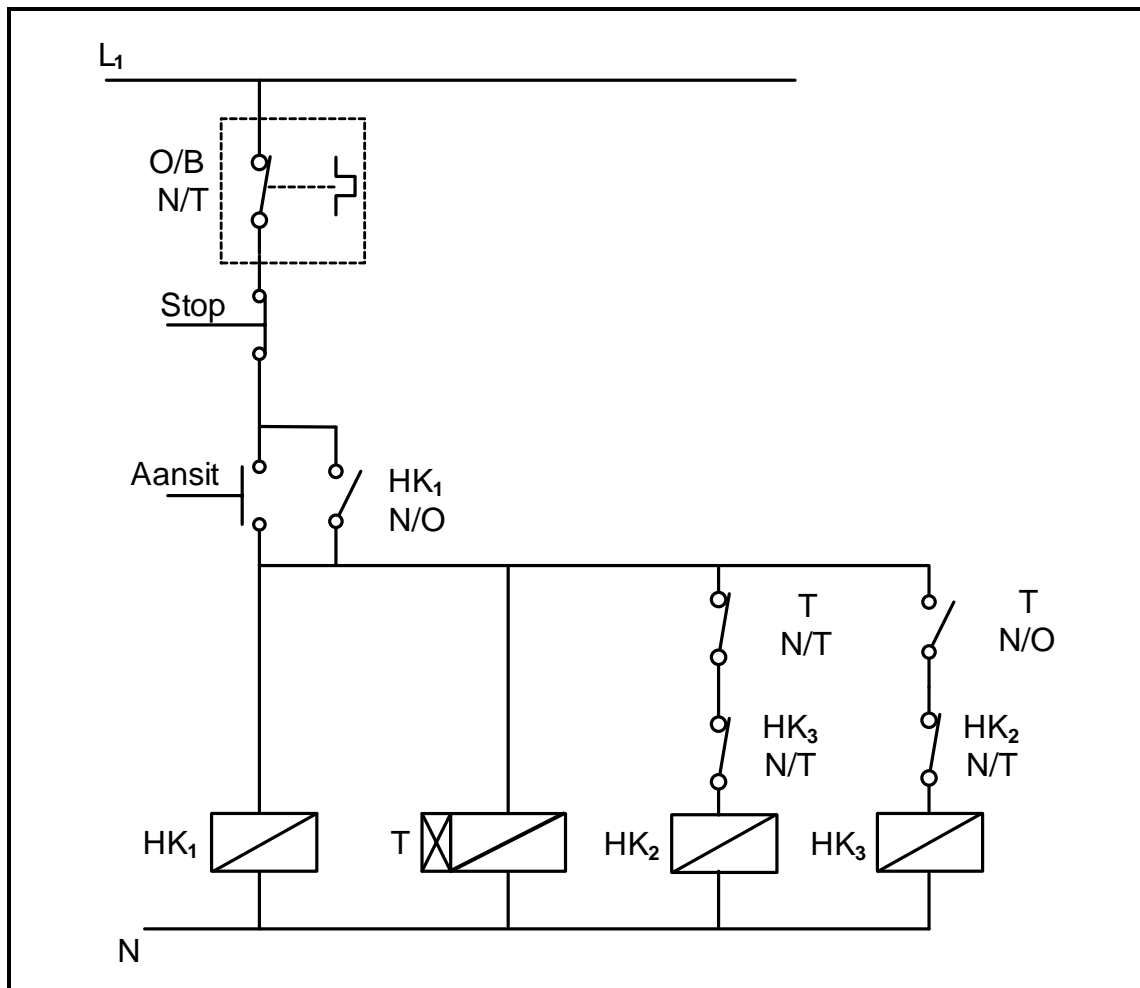 L₁
O/B
N/T
Stop
Aansit
HK₁
N/O
T
N/T
T
N/O
HK₃
N/T
HK₂
N/T
HK₁
T
HK₂
HK₃
N